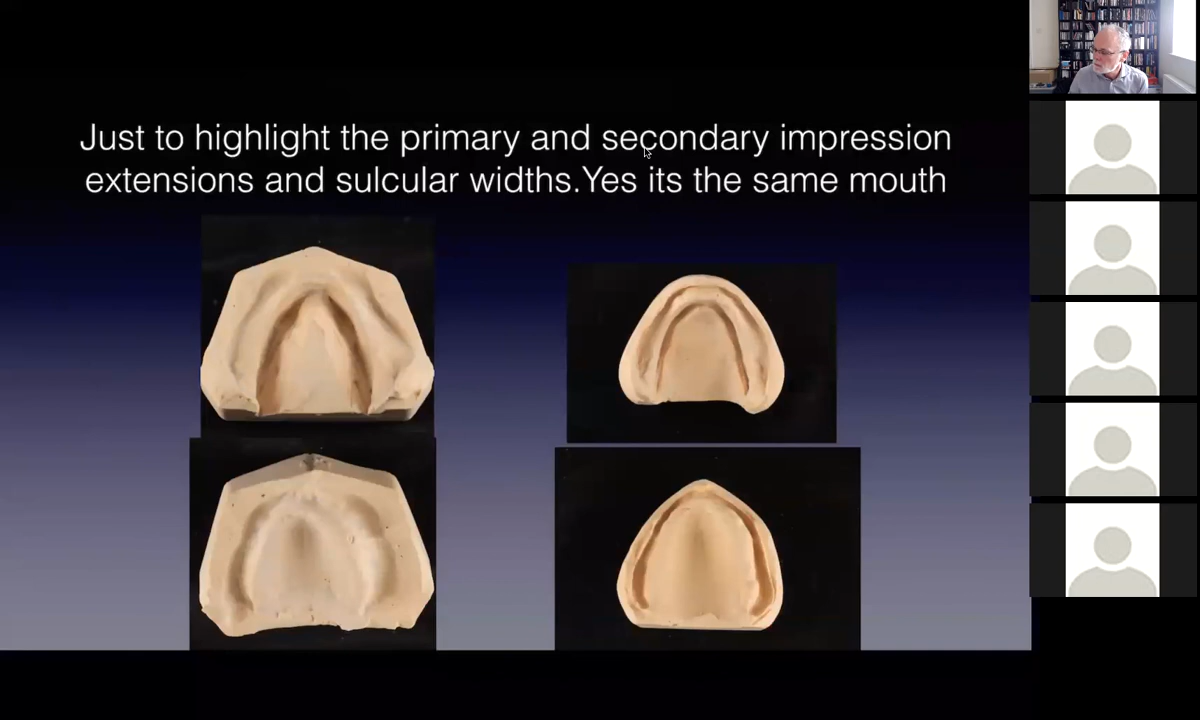 Just to highlight the primary and secondary impression
extensions and sulcular widths.Yes its the same mouth